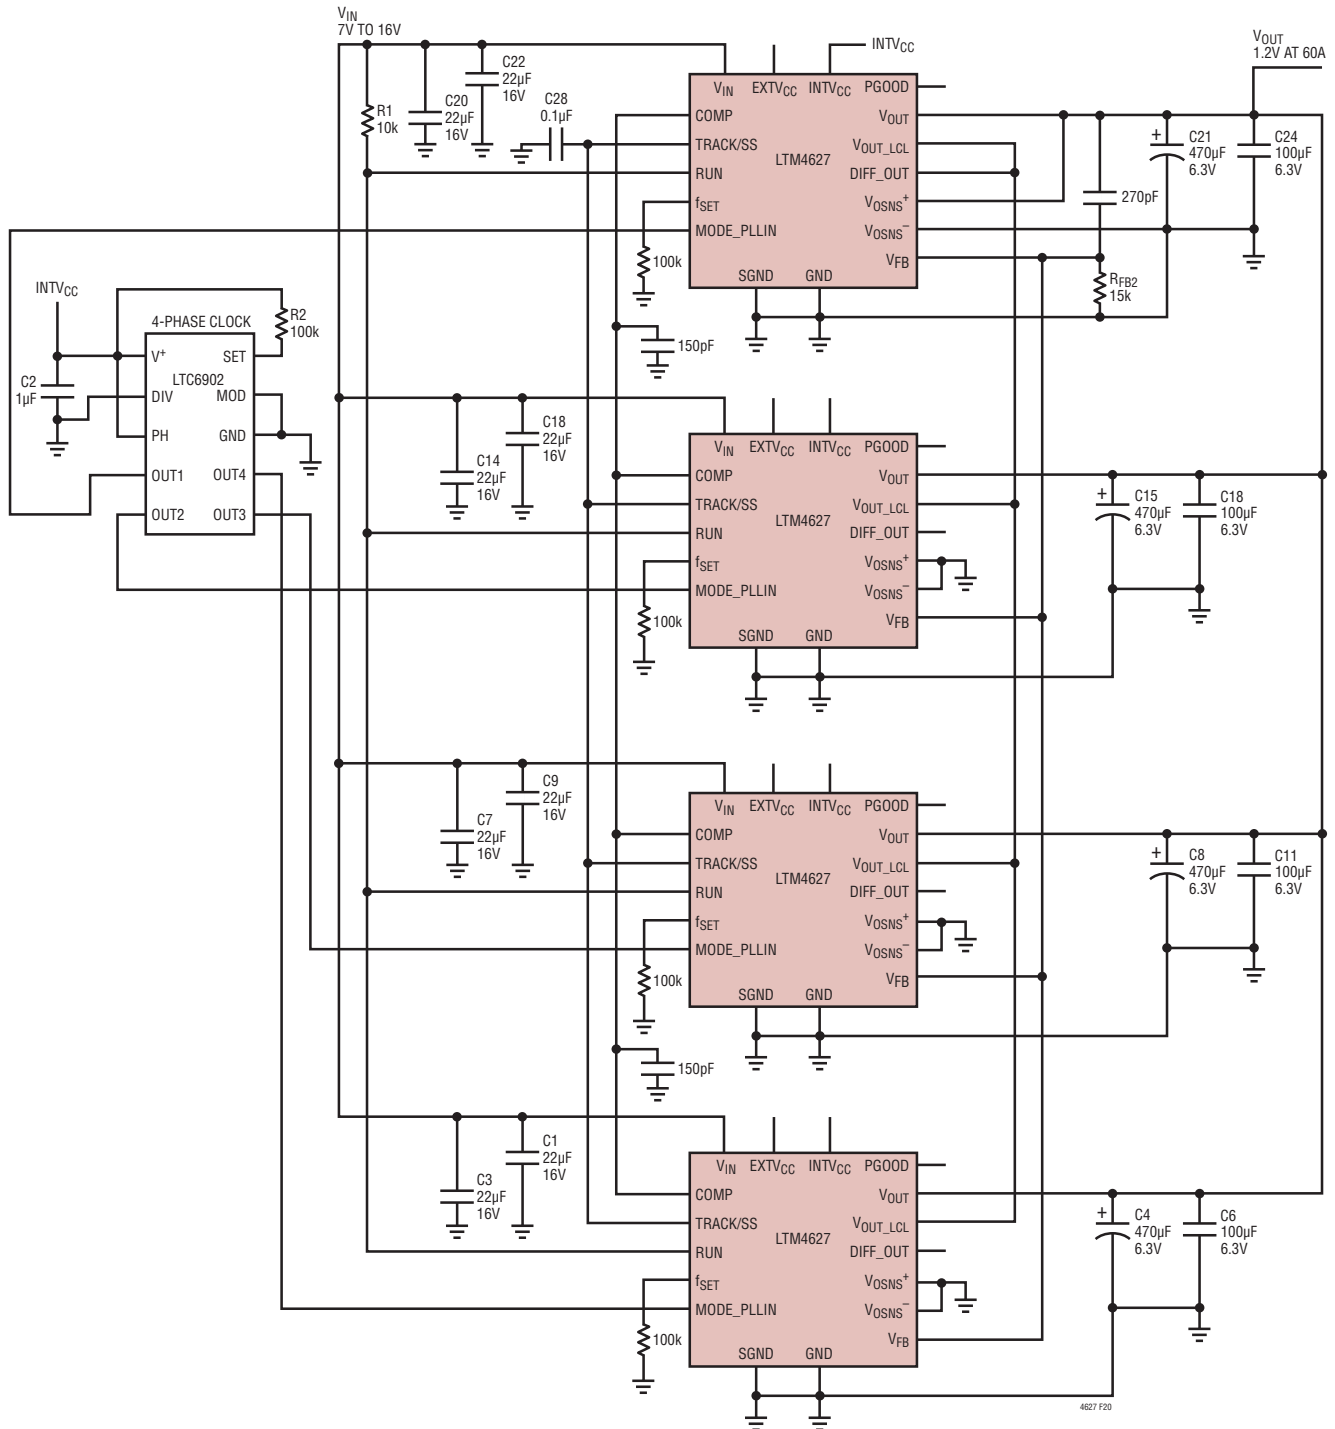 VIN
7V TO 16V
R1
10k
C20
22µF
16V
C22
22µF
16V
C28
0.1µF
INTVCC
VIN
EXTVCC
INTVCC
PGOOD
COMP
TRACK/SS
RUN
fSET
MODE_PLLIN
LTM4627
VOUT
VOUT_LCL
DIFF_OUT
VOSNS+
VOSNS–
VFB
SGND
GND
100k
150pF
VOUT
1.2V AT 60A
+
C21
470µF
6.3V
C24
100µF
6.3V
270pF
RFB2
15k
INTVCC
C2
1µF
R2
100k
4-PHASE CLOCK
LTC6902
V+
DIV
PH
OUT1
OUT2
SET
MOD
GND
OUT4
OUT3
C14
22µF
16V
C18
22µF
16V
VIN
EXTVCC
INTVCC
PGOOD
COMP
TRACK/SS
RUN
fSET
MODE_PLLIN
LTM4627
VOUT
VOUT_LCL
DIFF_OUT
VOSNS+
VOSNS–
VFB
SGND
GND
100k
+
C15
470µF
6.3V
C18
100µF
6.3V
C7
22µF
16V
C9
22µF
16V
VIN
EXTVCC
INTVCC
PGOOD
COMP
TRACK/SS
RUN
fSET
MODE_PLLIN
LTM4627
VOUT
VOUT_LCL
DIFF_OUT
VOSNS+
VOSNS–
VFB
SGND
GND
100k
150pF
+
C8
470µF
6.3V
C11
100µF
6.3V
C3
22µF
16V
C1
22µF
16V
VIN
EXTVCC
INTVCC
PGOOD
COMP
TRACK/SS
RUN
fSET
MODE_PLLIN
LTM4627
VOUT
VOUT_LCL
DIFF_OUT
VOSNS+
VOSNS–
VFB
SGND
GND
100k
+
C4
470µF
6.3V
C6
100µF
6.3V
4627 F20